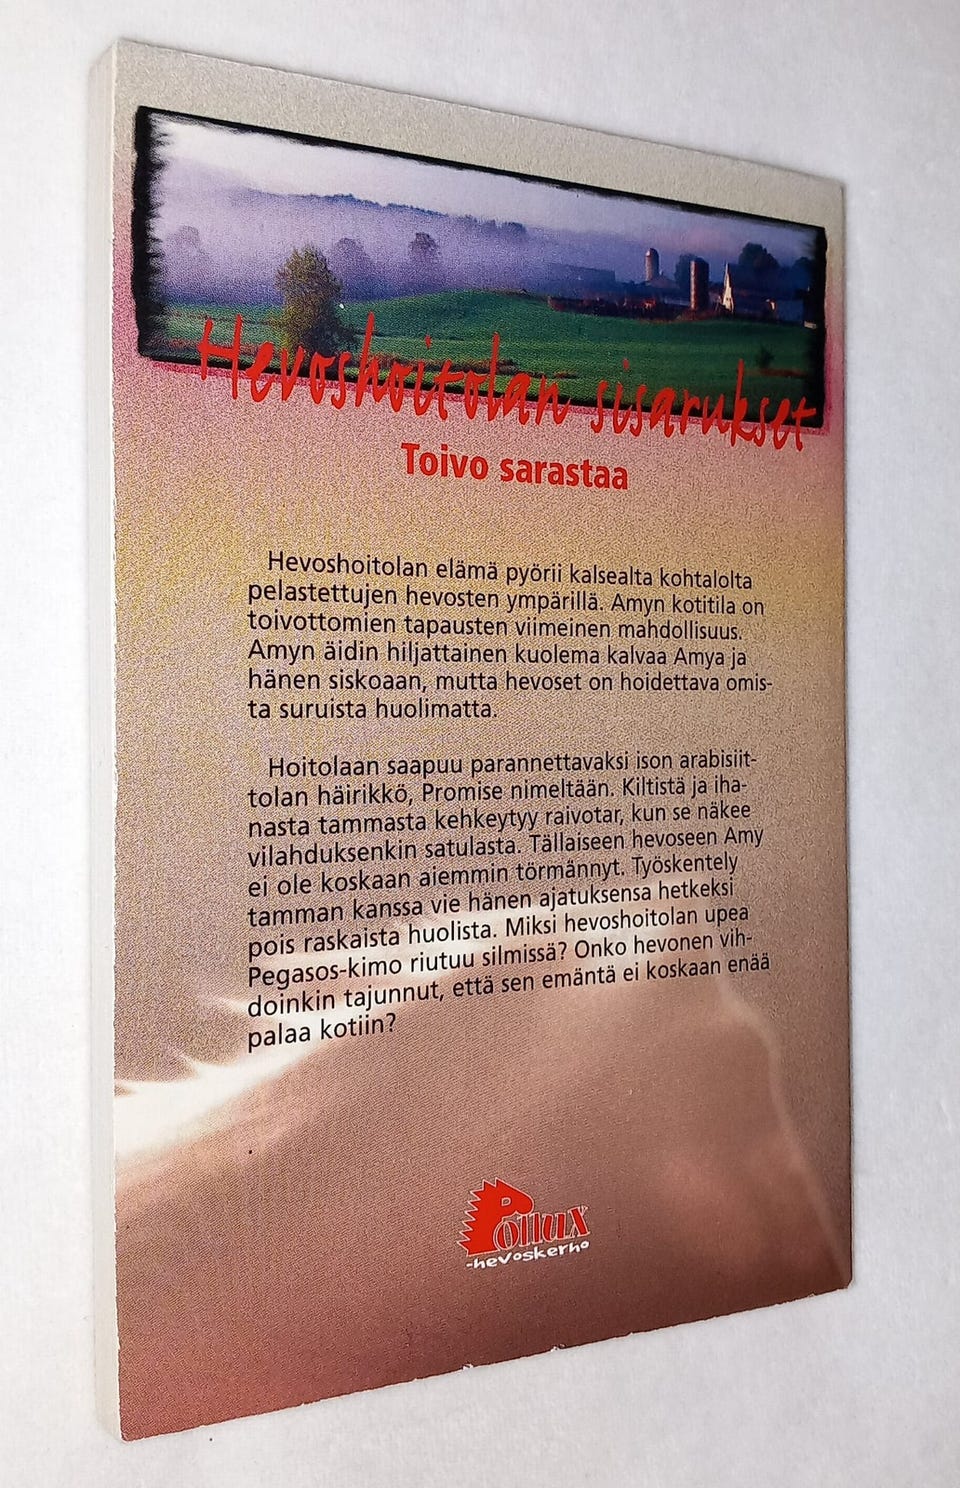 Hevoshoitolan sisarukset
Toivo sarastaa
Hevoshoitolan elämä pyörii kalsealta kohtalolta
pelastettujen hevosten ympärillä. Amyn kotitila on
toivottomien tapausten viimeinen mahdollisuus.
Amyn äidin hiljattainen kuolema kalvaa Amya ja
hänen siskoaan, mutta hevoset on hoidettava omis-
ta suruista huolimatta.
Hoitolaan saapuu parannettavaksi ison arabisiit-
tolan häirikkö, Promise nimeltään. Kiltistä ja iha-
nasta tammasta kehkeytyy raivotar, kun se näkee
vilahduksenkin satulasta. Tällaiseen hevoseen Amy
ei ole koskaan aiemmin törmännyt. Työskentely
tamman kanssa vie hänen ajatuksensa hetkeksi
pois raskaista huolista. Miksi hevoshoitolan upea
Pegasos-kimo riutuu silmissä? Onko hevonen vih-
doinkin tajunnut, että sen emäntä ei koskaan enää
palaa kotiin?
Pollux
-hevoskerho